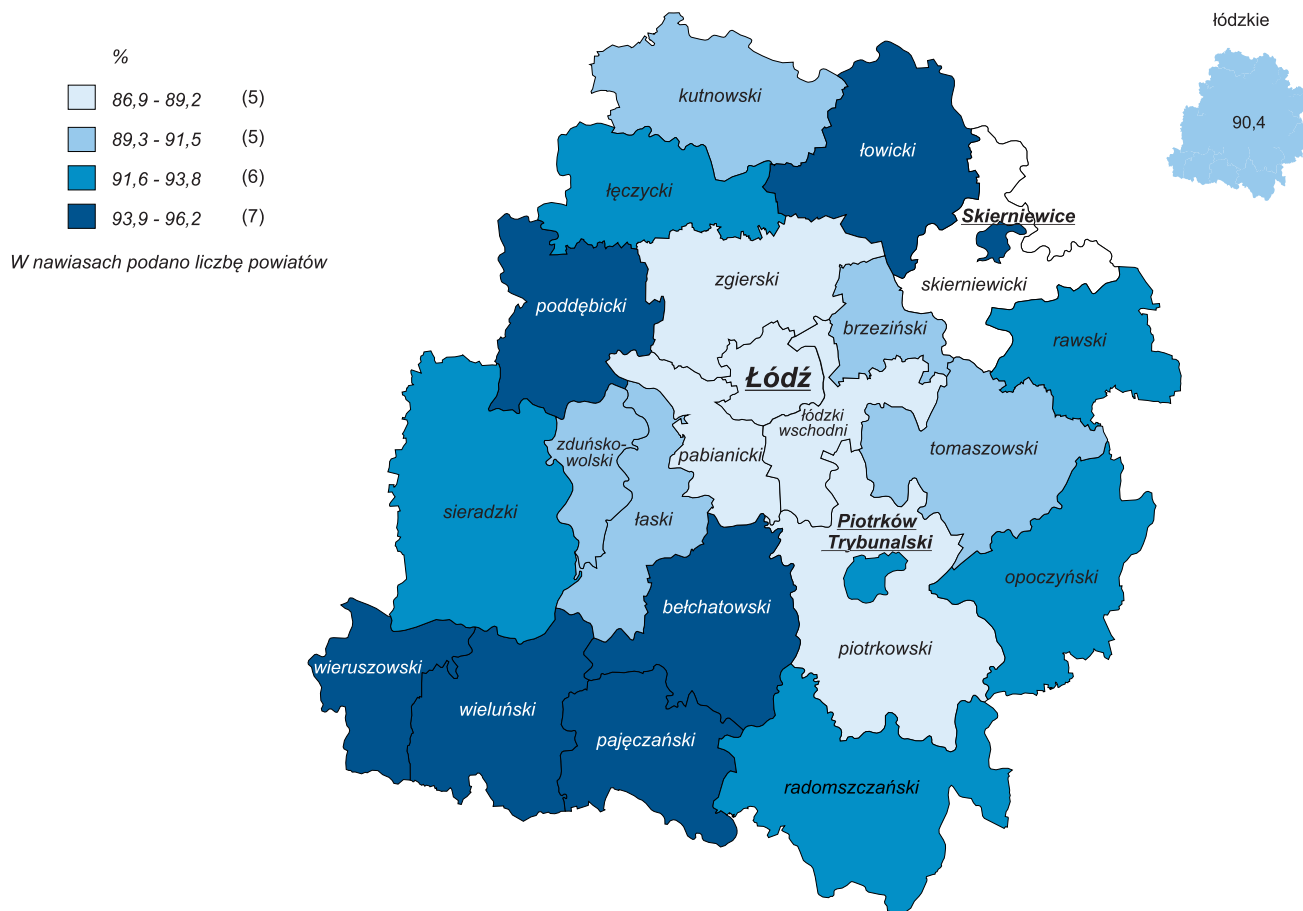 %
86,9 - 89,2 (5)
89,3 - 91,5 (5)
91,6 - 93,8 (6)
93,9 - 96,2 (7)
W nawiasach podano liczbę powiatów
łódzkie
90,4
kutnowski
łowicki
łęczycki
Skierniewice
zgierski
skierniewicki
poddębicki
brzeziński
rawski
Łódź
łódzki
wschodni
zduńsko-
wolski
pabianicki
tomaszowski
sieradzki
łaski
Piotrków
Trybunalski
opoczyński
bełchatowski
piotrkowski
wieruszowski
wieluński
pajęczański
radomszczański